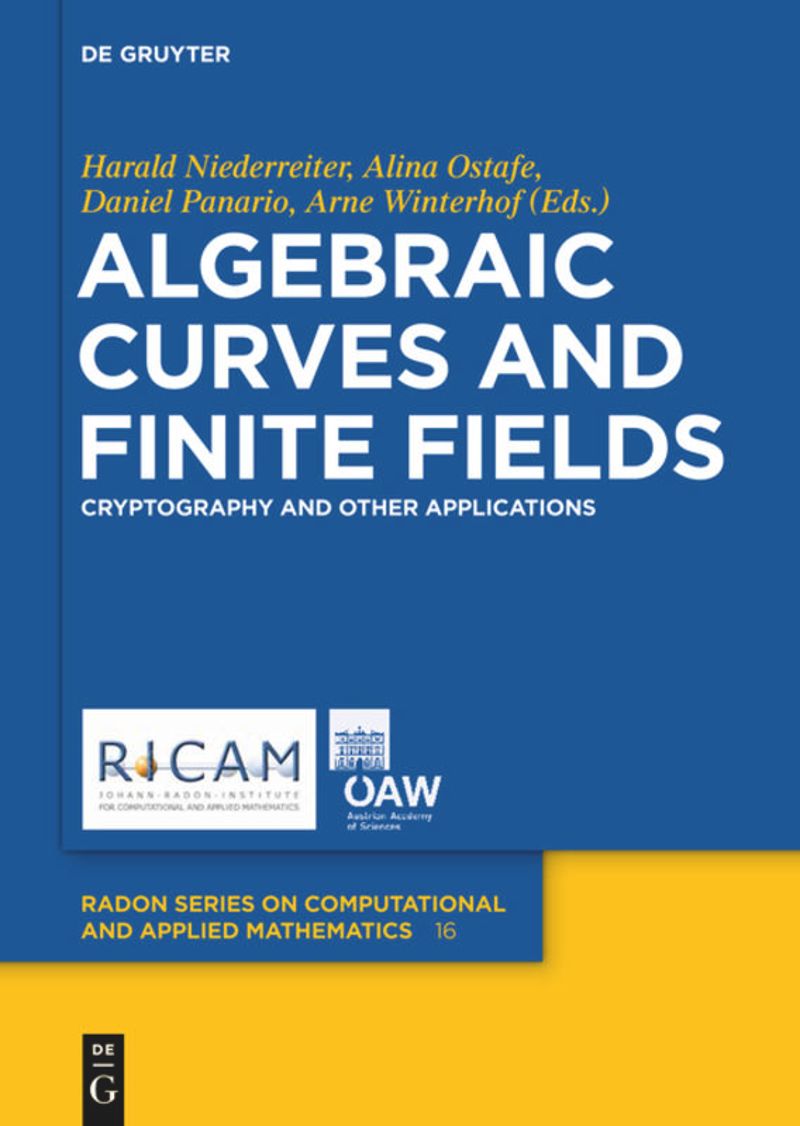 DE GRUYTER
Harald Niederreiter, Alina Ostafe,
Daniel Panario, Arne Winterhof (Eds.)
ALGEBRAIC
CURVES AND
FINITE FIELDS
CRYPTOGRAPHY AND OTHER APPLICATIONS
RICAM
JOHANN-RADON-INSTITUTE
FOR COMPUTATIONAL AND APPLIED MATHEMATICS
OAW
Austrian Academy
of Sciences
RADON SERIES ON COMPUTATIONAL
AND APPLIED MATHEMATICS 16
DE
G